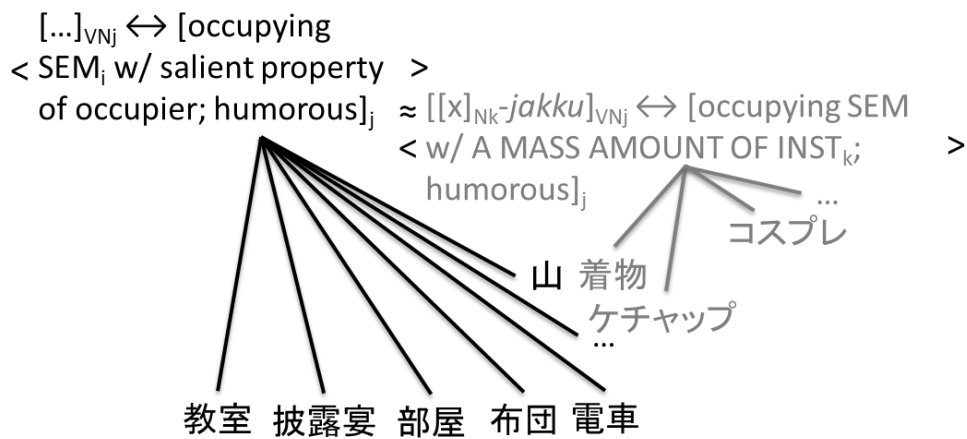 […]VNj ↔ [occupying
< SEMi w/ salient property >
of occupier; humorous]j
≈ [[x]Nk-jakku]VNj ↔ [occupying SEM
< w/ A MASS AMOUNT OF INSTk; >
humorous]j
…
コスプレ
山 着物
ケチャップ
…
教室 披露宴 部屋 布団 電車